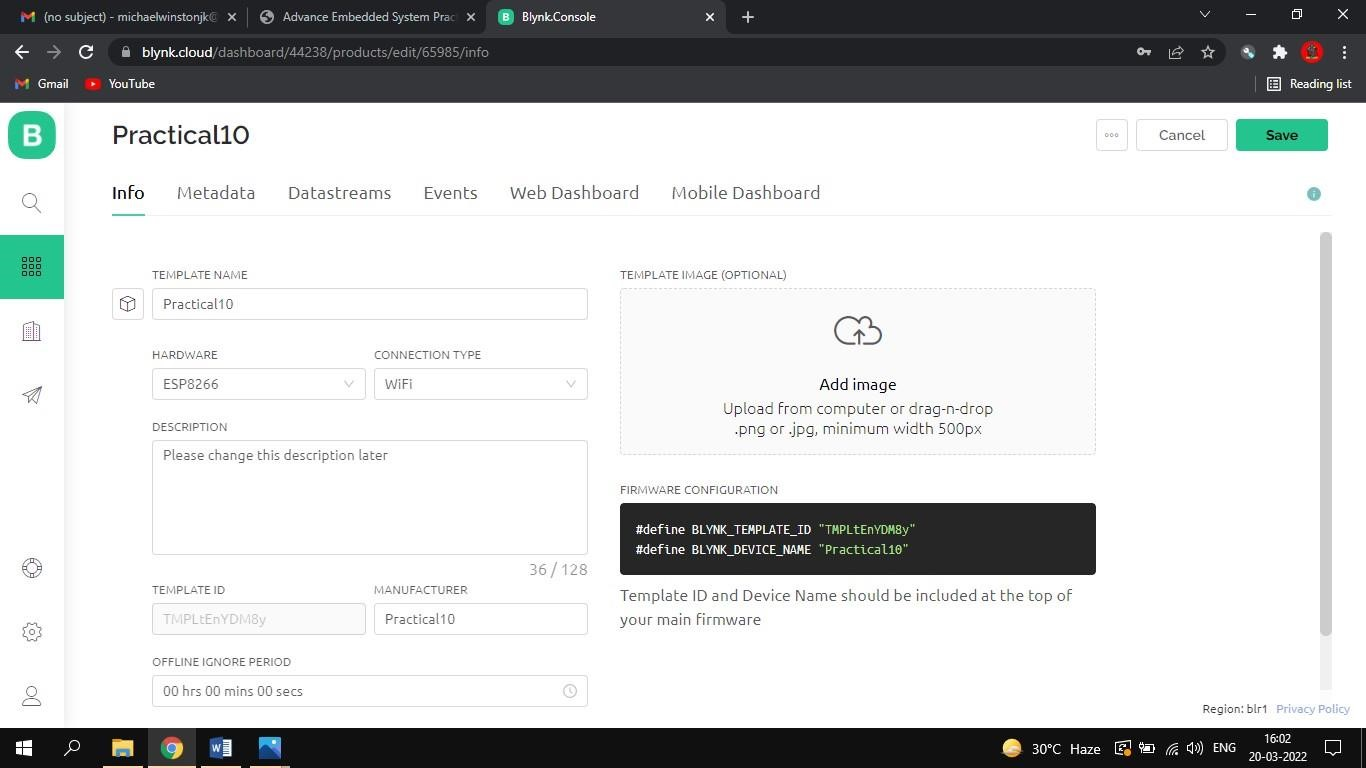 (no subject) - michaelwinstonjk@
Advance Embedded System Prac
Blynk.Console
blynk.cloud/dashboard/44238/products/edit/65985/info
Gmail
YouTube
Reading list
B
Practical10
Cancel
Save
Info
Metadata
Datastreams
Events
Web Dashboard
Mobile Dashboard
TEMPLATE NAME
Practical10
HARDWARE
CONNECTION TYPE
ESP8266
WiFi
DESCRIPTION
Please change this description later
36 / 128
TEMPLATE ID
MANUFACTURER
TMPLtEnYDM8y
Practical10
OFFLINE IGNORE PERIOD
00 hrs 00 mins 00 secs
TEMPLATE IMAGE (OPTIONAL)
Add image
Upload from computer or drag-n-drop
.png or .jpg, minimum width 500px
FIRMWARE CONFIGURATION
#define BLYNK_TEMPLATE_ID "TMPLtEnYDM8y"
#define BLYNK_DEVICE_NAME "Practical10"
Template ID and Device Name should be included at the top of
your main firmware
Region: blr1 Privacy Policy
30°C Haze
ENG
16:02
20-03-2022